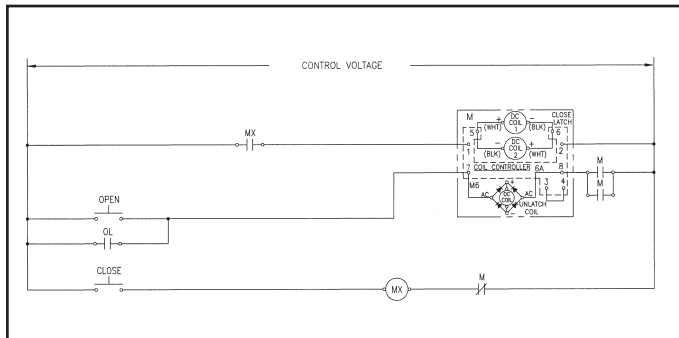 CONTROL VOLTAGE
MX
M
CLOSE
LATCH
+ DC COIL 1 -
5 (WHT) (BLK) 6
- DC COIL 2 +
(BLK) (WHT)
1 2
COIL CONTROLLER
7 6A 8
M6
3 4
AC + DC COIL - AC
UNLATCH
COIL
M
M
OPEN
OL
CLOSE
MX
M